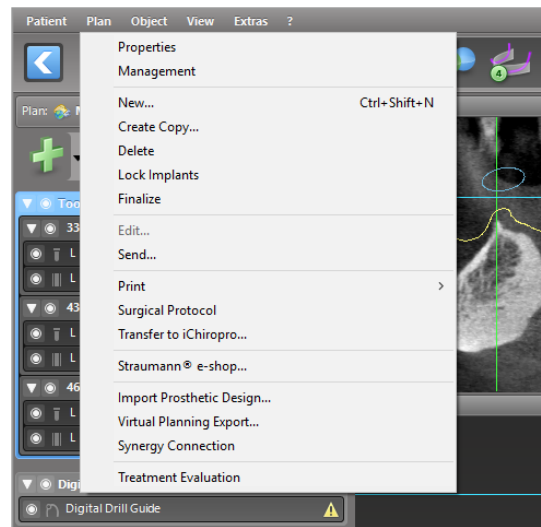 Patient Plan Object View Extras ?
Properties
Management
Plan:
New... Ctrl+Shift+N
Create Copy...
Delete
Lock Implants
Finalize
4
Edit...
Send...
33
L
L
Print
Surgical Protocol
43
Transfer to iChiropro...
L
L
Straumann® e-shop...
46
Import Prosthetic Design...
Virtual Planning Export...
L
Synergy Connection
L
Treatment Evaluation
Digital Drill Guide